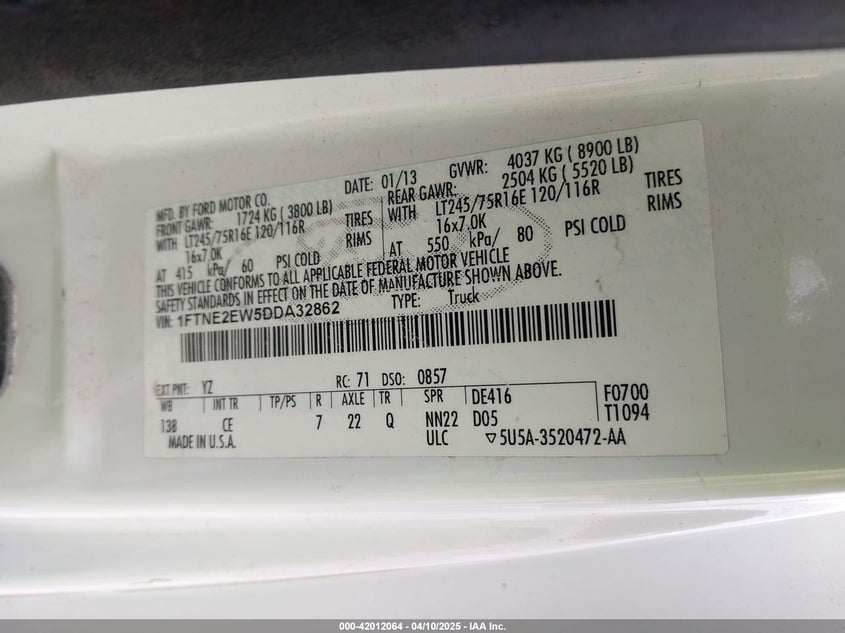 MFD. BY FORD MOTOR CO.
DATE: 01/13
GVWR: 4037 KG ( 8900 LB)
FRONT GAWR: 1724 KG ( 3800 LB)
REAR GAWR: 2504 KG ( 5520 LB)
WITH LT245/75R16E 120/116R TIRES
WITH LT245/75R16E 120/116R TIRES
16x7.0K RIMS
16x7.0K RIMS
AT 415 kPa/ 60 PSI COLD
AT 550 kPa/ 80 PSI COLD
THIS VEHICLE CONFORMS TO ALL APPLICABLE FEDERAL MOTOR VEHICLE
SAFETY STANDARDS IN EFFECT ON THE DATE OF MANUFACTURE SHOWN ABOVE.
VIN: 1FTNE2EW5DDA32862
TYPE: Truck
EXT PNT: YZ RC: 71 DSO: 0857
WB INT TR TP/PS R AXLE TR SPR DE416 F0700
138 CE 7 22 Q NN22 D05 T1094
MADE IN U.S.A. ULC ▽5U5A-3520472-AA
000-42012064 - 04/10/2025 - IAA Inc.